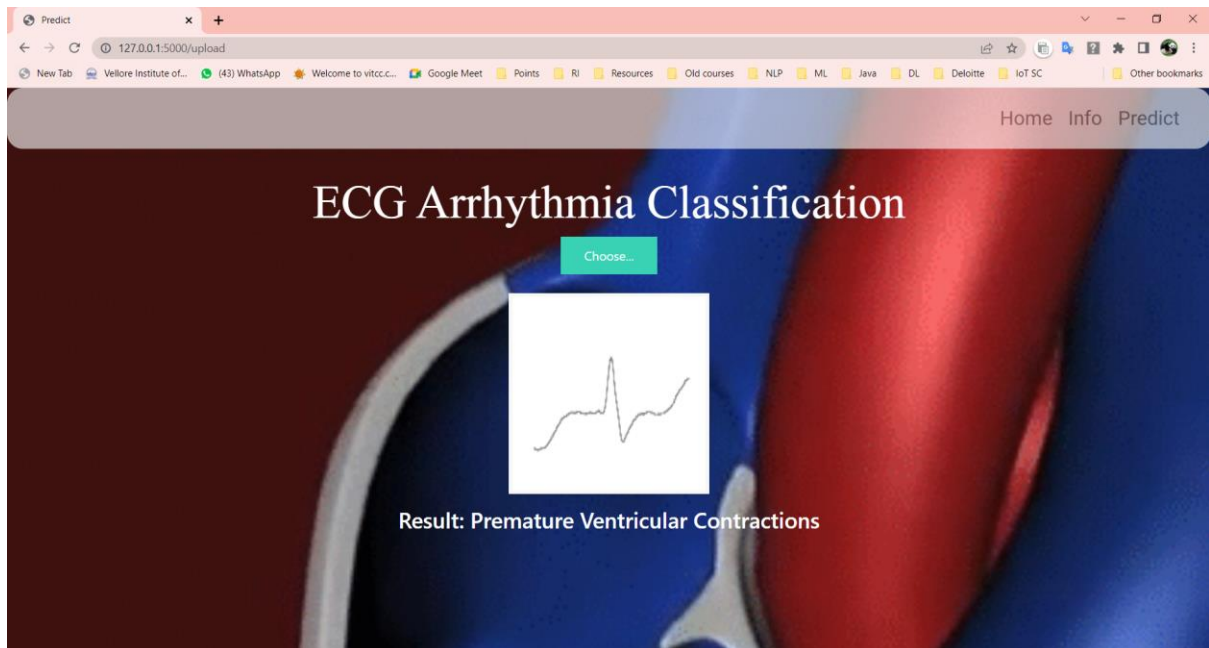 Predict
127.0.0.1:5000/upload
New Tab Vellore Institute of... (43) WhatsApp Welcome to vitcc.c... Google Meet Points RI Resources Old courses NLP ML Java DL Deloitte IoT SC Other bookmarks
Home Info Predict
ECG Arrhythmia Classification
Choose...
Result: Premature Ventricular Contractions